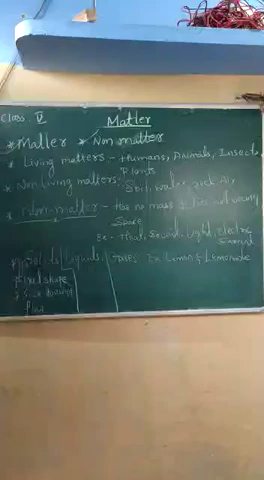 Class. V
Matter
* Matter * Non matter
* Living matters - Humans, Animals, Insects
Plants
* Non living matters:
Soil, water, rock Air,
* Non-matter - Has no mass & does not occupy
Space
Ex - Heat, Sound, Light, Electric
* Solids Liquids Gases Ex Lemon & Lemonade
* Fixed shape